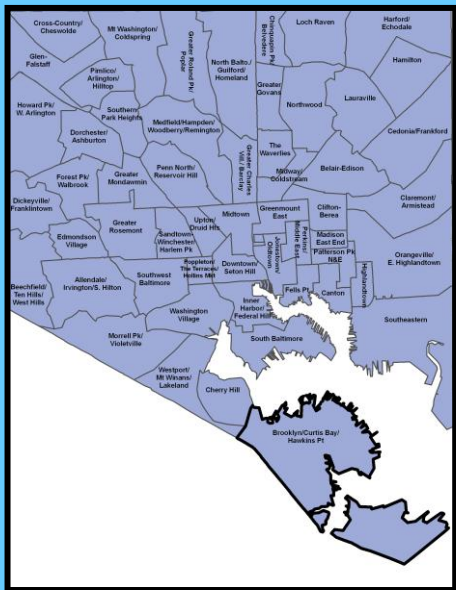 Cross-Country/
Cheswolde
Mt Washington/
Coldspring
Greater Roland Pk/
Poplar
North Balto./
Guilford/
Homeland
Chinquapin Pk/
Belvedere
Loch Raven
Harford/
Echodale
Glen-
Falstaff
Pimlico/
Arlington/
Hilltop
Greater
Govans
Northwood
Lauraville
Hamilton
Howard Pk/
W. Arlington
Southern
Park Heights
Dorchester/
Ashburton
Medfield/Hampden/
Woodberry/Remington
Greater Charles
Vill./ Barclay
The
Waverlies
Cedonia/Frankford
Forest Pk/
Walbrook
Greater
Mondawmin
Penn North/
Reservoir Hill
Midway/
Coldstream
Belair-Edison
Dickeyville/
Franklintown
Greater
Rosemont
Upton/
Druid Hts
Midtown
Greenmount
East
Clifton-
Berea
Claremont/
Armistead
Edmondson
Village
Sandtown-
Winchester/
Harlem Pk
Jonestown/
Oldtown
Perkins/
Middle East
Madison
East End
Patterson Pk
N&E
Orangeville/
E. Highlandtown
Beechfield/
Ten Hills/
West Hills
Allendale/
Irvington/S. Hilton
Southwest
Baltimore
Poppleton/
The Terraces/
Hollins Mkt
Downtown/
Seton Hill
Fells Pt
Canton
Highlandtown
Southeastern
Washington
Village
Inner
Harbor/
Federal Hill
Morrell Pk/
Violetville
South Baltimore
Westport/
Mt Winans/
Lakeland
Cherry Hill
Brooklyn/Curtis Bay/
Hawkins Pt